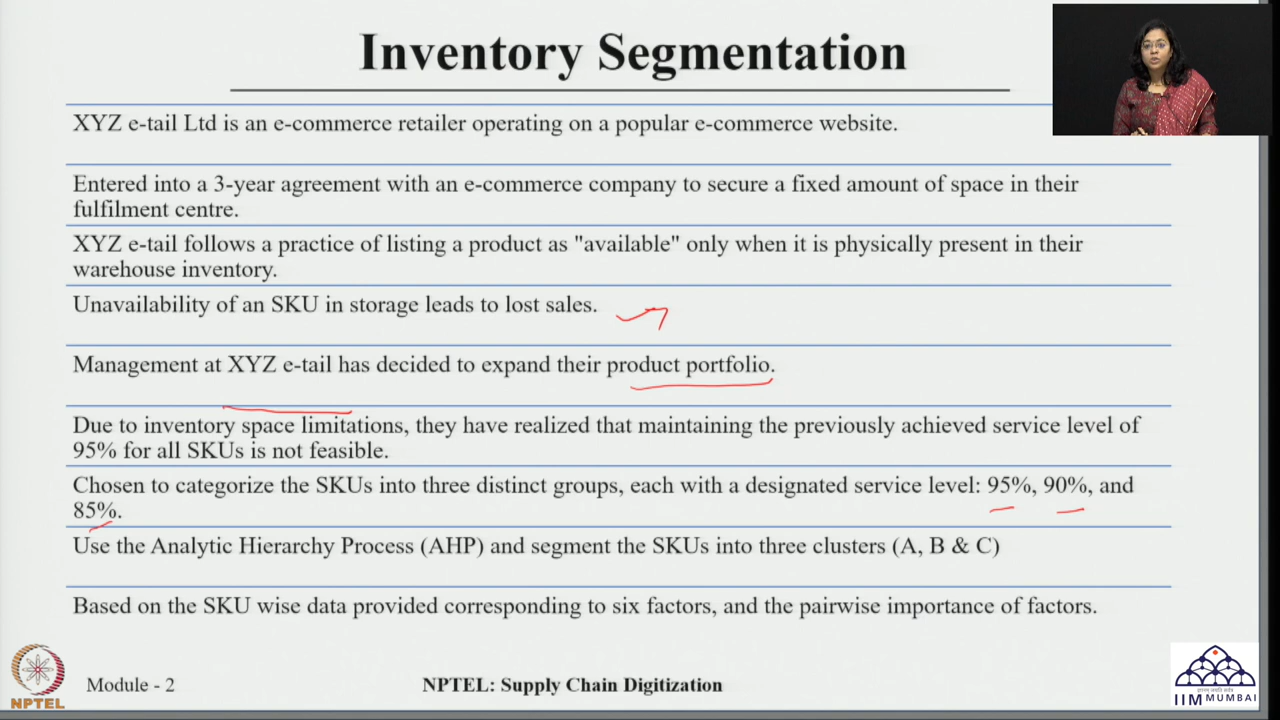 Inventory Segmentation
XYZ e-tail Ltd is an e-commerce retailer operating on a popular e-commerce website.
Entered into a 3-year agreement with an e-commerce company to secure a fixed amount of space in their
fulfilment centre.
XYZ e-tail follows a practice of listing a product as "available" only when it is physically present in their
warehouse inventory.
Unavailability of an SKU in storage leads to lost sales.
Management at XYZ e-tail has decided to expand their product portfolio.
Due to inventory space limitations, they have realized that maintaining the previously achieved service level of
95% for all SKUs is not feasible.
Chosen to categorize the SKUs into three distinct groups, each with a designated service level: 95%, 90%, and
85%.
Use the Analytic Hierarchy Process (AHP) and segment the SKUs into three clusters (A, B & C)
Based on the SKU wise data provided corresponding to six factors, and the pairwise importance of factors.
NPTEL
Module - 2
NPTEL: Supply Chain Digitization
IIM MUMBAI